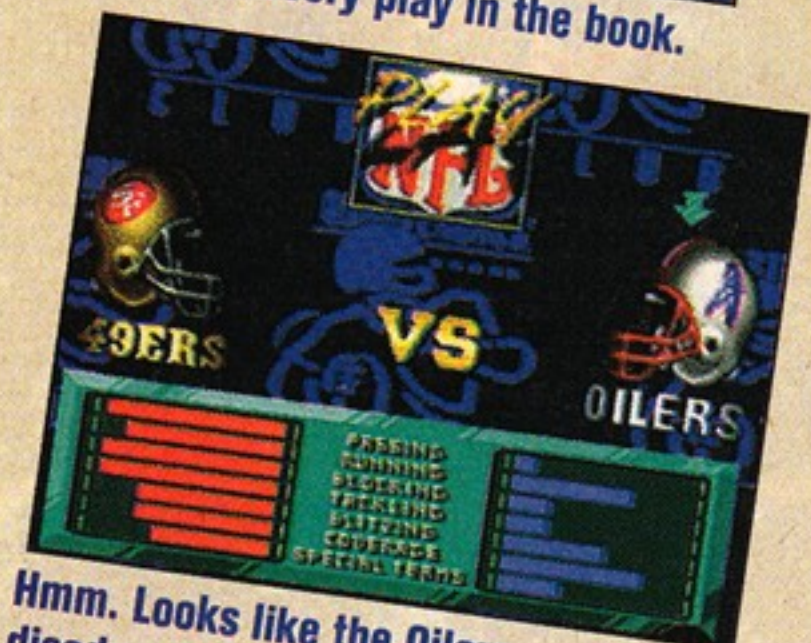 ery play in the book.
PLAY
NFL
49ERS
VS
OILERS
PASSING
RUNNING
BLOCKING
TACKLING
BLITZING
COVERAGE
SPECIAL TEAMS
Hmm. Looks like the Oilers